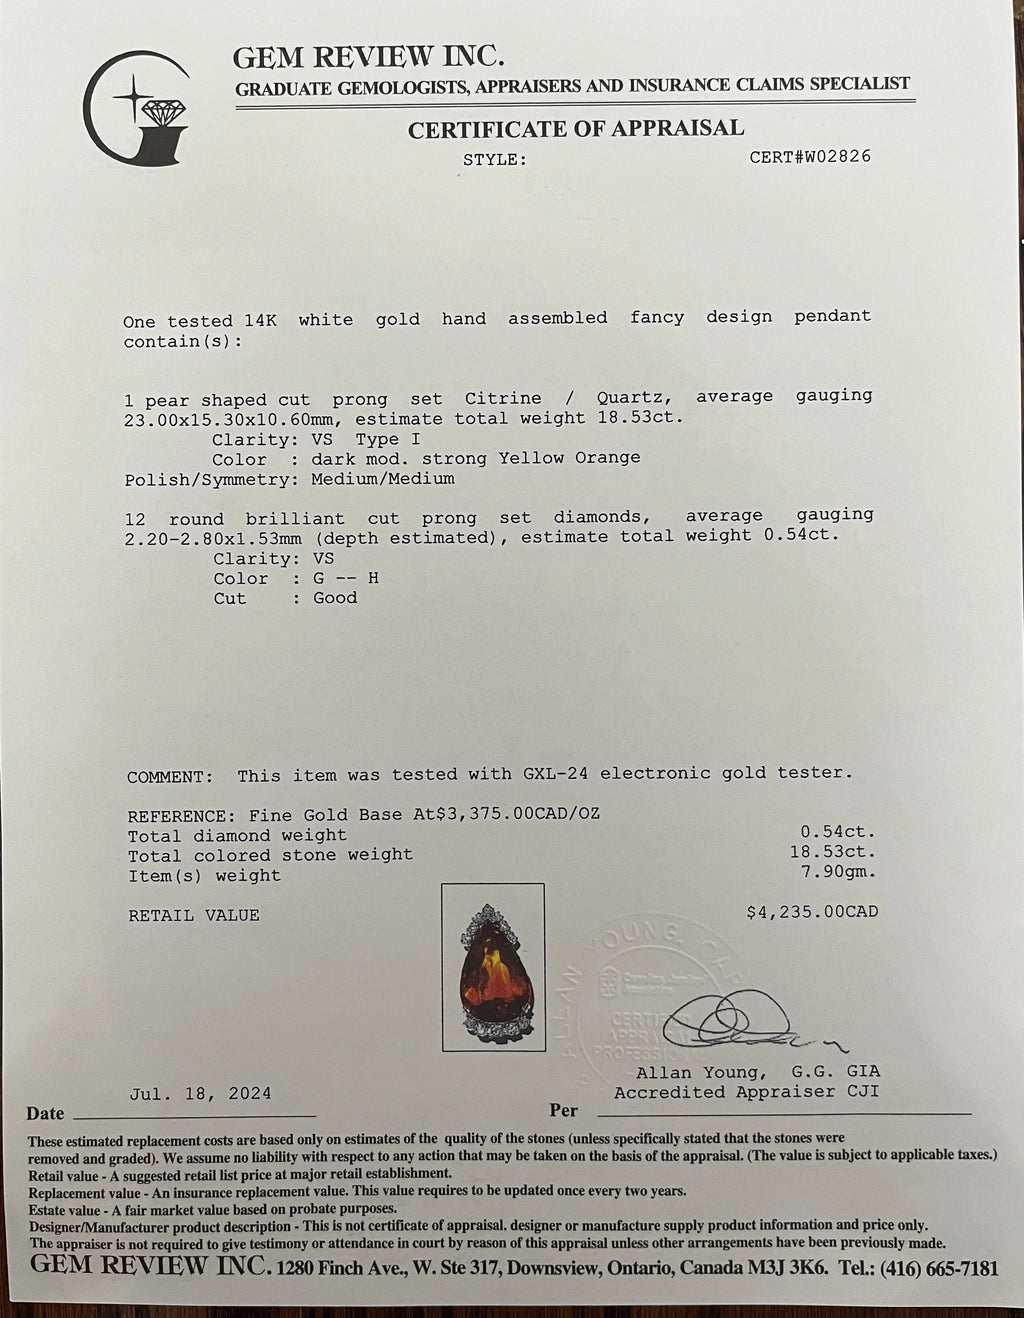 GEM REVIEW INC.
GRADUATE GEMOLOGISTS, APPRAISERS AND INSURANCE CLAIMS SPECIALIST
CERTIFICATE OF APPRAISAL
STYLE: CERT#W02826
One tested 14K white gold hand assembled fancy design pendant
contain(s):
1 pear shaped cut prong set Citrine / Quartz, average gauging
23.00x15.30x10.60mm, estimate total weight 18.53ct.
Clarity: VS Type I
Color : dark mod. strong Yellow Orange
Polish/Symmetry: Medium/Medium
12 round brilliant cut prong set diamonds, average gauging
2.20-2.80x1.53mm (depth estimated), estimate total weight 0.54ct.
Clarity: VS
Color : G -- H
Cut : Good
COMMENT: This item was tested with GXL-24 electronic gold tester.
REFERENCE: Fine Gold Base At$3,375.00CAD/OZ
Total diamond weight 0.54ct.
Total colored stone weight 18.53ct.
Item(s) weight 7.90gm.
RETAIL VALUE $4,235.00CAD
ALLAN YOUNG,
CERTIFIED
APPRAISAL
PROFESSIONAL
Allan Young, G.G. GIA
Jul. 18, 2024 Accredited Appraiser CJI
Date Per
These estimated replacement costs are based only on estimates of the quality of the stones (unless specifically stated that the stones were
removed and graded). We assume no liability with respect to any action that may be taken on the basis of the appraisal. (The value is subject to applicable taxes.)
Retail value - A suggested retail list price at major retail establishment.
Replacement value - An insurance replacement value. This value requires to be updated once every two years.
Estate value - A fair market value based on probate purposes.
Designer/Manufacturer product description - This is not certificate of appraisal. designer or manufacture supply product information and price only.
The appraiser is not required to give testimony or attendance in court by reason of this appraisal unless other arrangements have been previously made.
GEM REVIEW INC. 1280 Finch Ave., W. Ste 317, Downsview, Ontario, Canada M3J 3K6. Tel.: (416) 665-7181